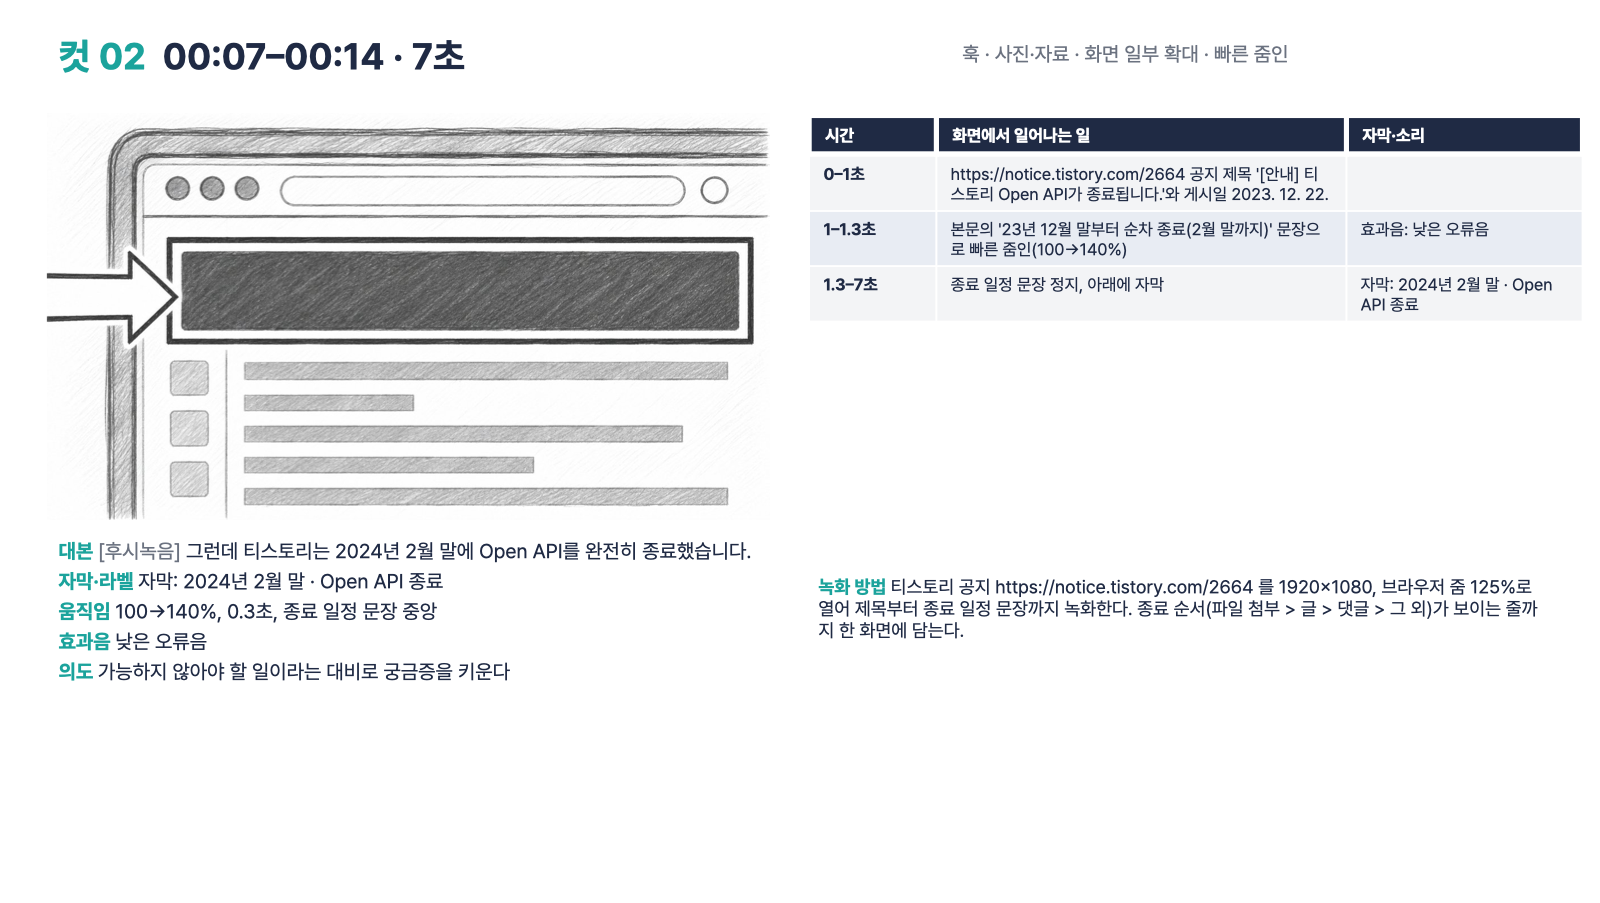 컷 02 00:07–00:14 · 7초
훅 · 사진·자료 · 화면 일부 확대 · 빠른 줌인
시간 화면에서 일어나는 일 자막·소리
0–1초 https://notice.tistory.com/2664 공지 제목 '[안내] 티
스토리 Open API가 종료됩니다.'와 게시일 2023. 12. 22.
1–1.3초 본문의 '23년 12월 말부터 순차 종료(2월 말까지)' 문장으 효과음: 낮은 오류음
로 빠른 줌인(100→140%)
1.3–7초 종료 일정 문장 정지, 아래에 자막 자막: 2024년 2월 말 · Open
API 종료
대본 [후시녹음] 그런데 티스토리는 2024년 2월 말에 Open API를 완전히 종료했습니다.
자막·라벨 자막: 2024년 2월 말 · Open API 종료
움직임 100→140%, 0.3초, 종료 일정 문장 중앙
효과음 낮은 오류음
의도 가능하지 않아야 할 일이라는 대비로 궁금증을 키운다
녹화 방법 티스토리 공지 https://notice.tistory.com/2664 를 1920×1080, 브라우저 줌 125%로
열어 제목부터 종료 일정 문장까지 녹화한다. 종료 순서(파일 첨부 > 글 > 댓글 > 그 외)가 보이는 줄까
지 한 화면에 담는다.